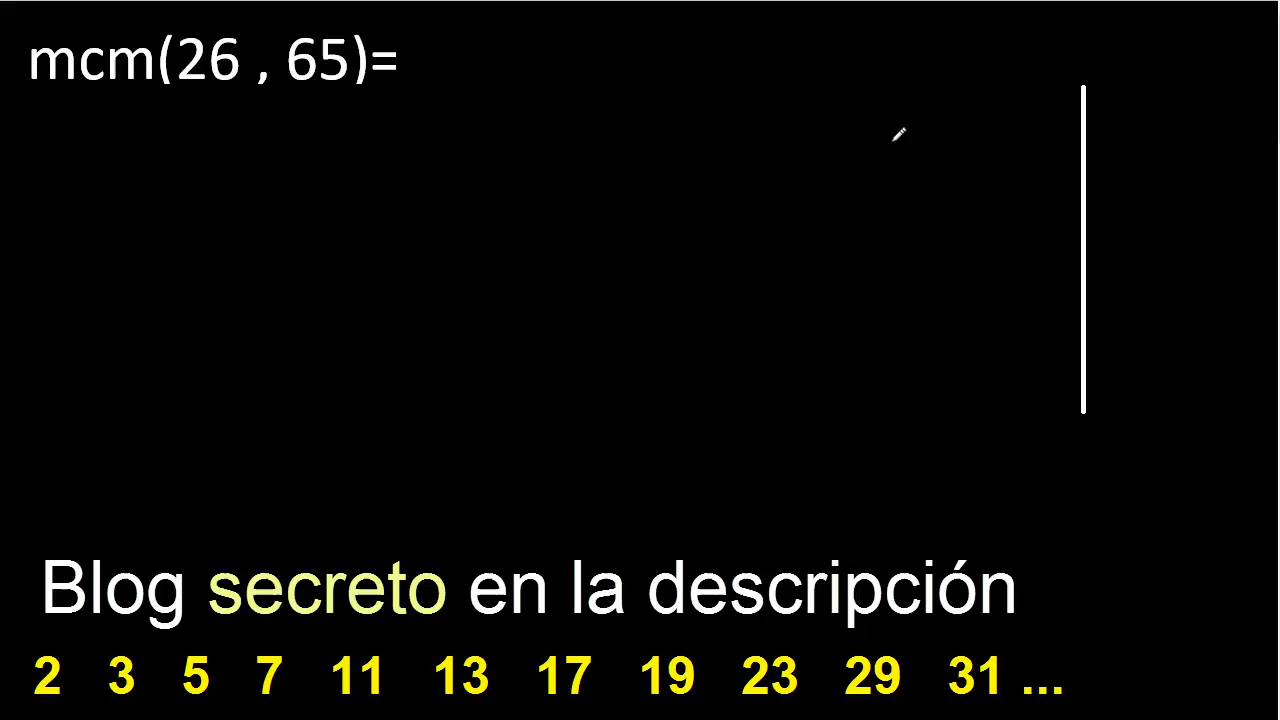 mcm(26 , 65)=
Blog secreto en la descripción
2 3 5 7 11 13 17 19 23 29 31 ...